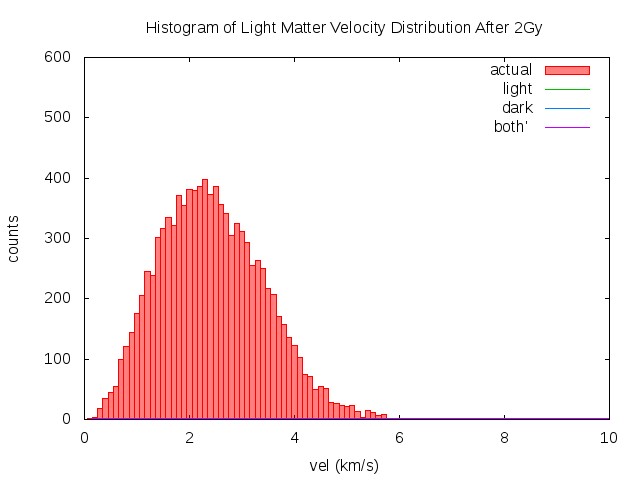 Histogram of Light Matter Velocity Distribution After 2Gy
600
500
400
300
200
100
0
counts
actual
light
dark
both'
0 2 4 6 8 10
vel (km/s)